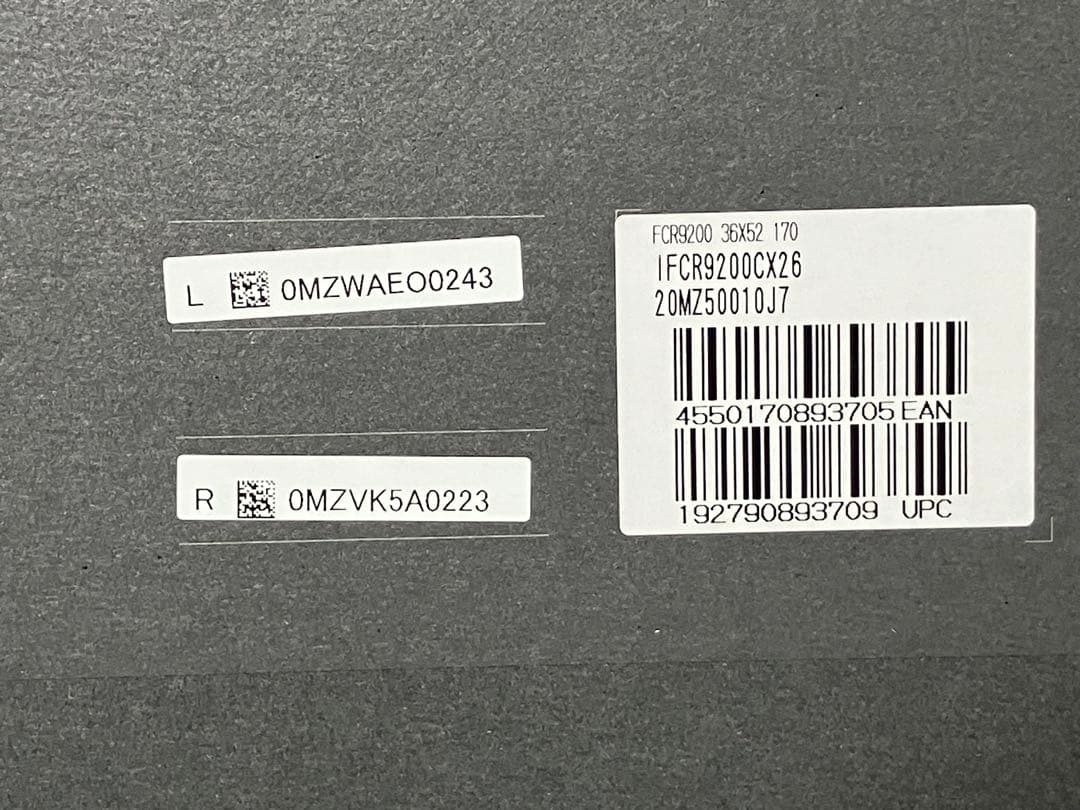 L 0MZWAEO0243
R 0MZVK5A0223
FCR9200 36X52 170
IFCR9200CX26
20MZ50010J7
4550170893705 EAN
192790893709 UPC